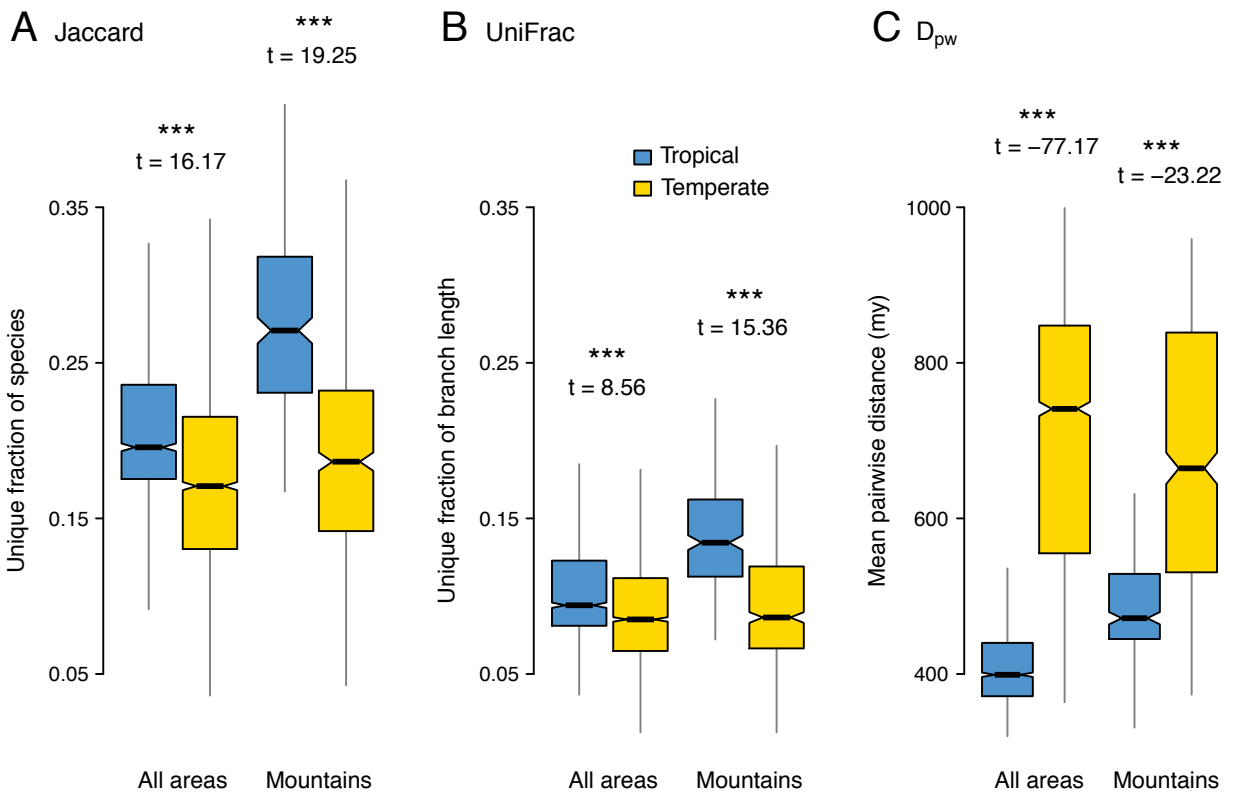 A Jaccard
***
t = 16.17
***
t = 19.25
Unique fraction of species
0.35
0.25
0.15
0.05
All areas
Mountains
B UniFrac
Tropical
Temperate
***
t = 8.56
***
t = 15.36
Unique fraction of branch length
0.35
0.25
0.15
0.05
All areas
Mountains
C Dpw
***
t = −77.17
***
t = −23.22
Mean pairwise distance (my)
1000
800
600
400
All areas
Mountains